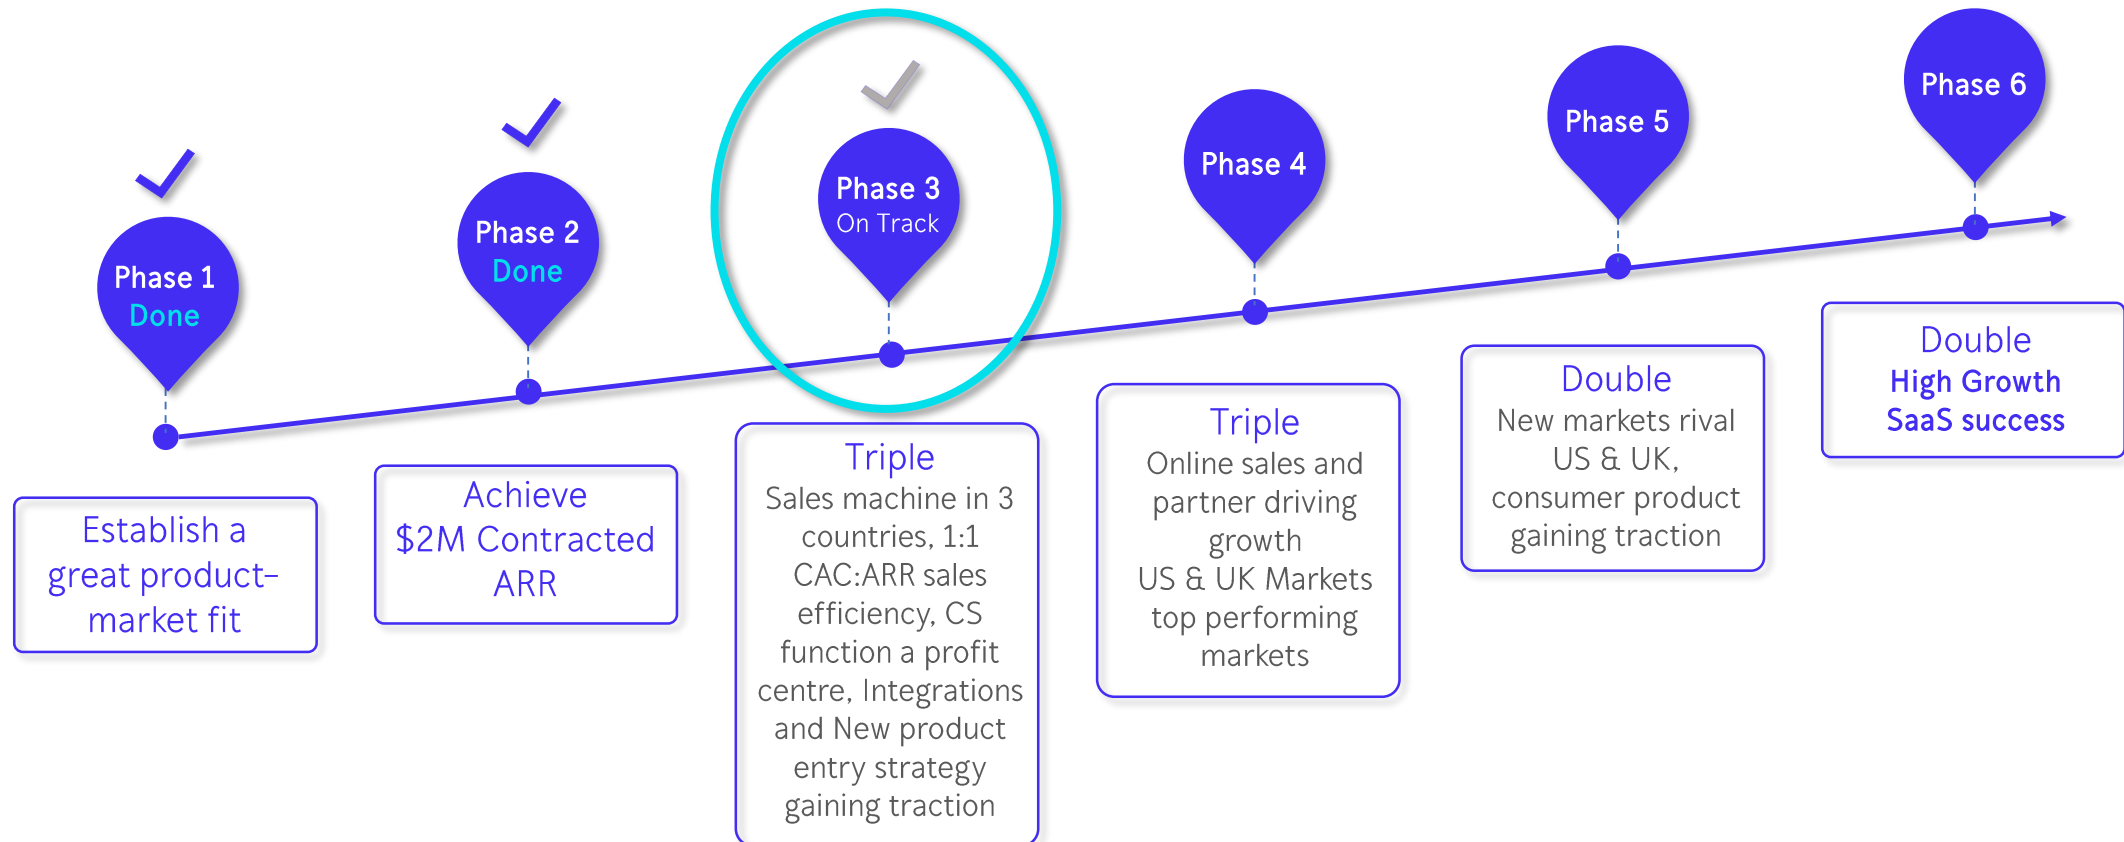 Phase 1
Done
Establish a
great product-
market fit
Phase 2
Done
Achieve
$2M Contracted
ARR
Phase 3
On Track
Triple
Sales machine in 3
countries, 1:1
CAC:ARR sales
efficiency, CS
function a profit
centre, Integrations
and New product
entry strategy
gaining traction
Phase 4
Triple
Online sales and
partner driving
growth
US & UK Markets
top performing
markets
Phase 5
Double
New markets rival
US & UK,
consumer product
gaining traction
Phase 6
Double
High Growth
SaaS success